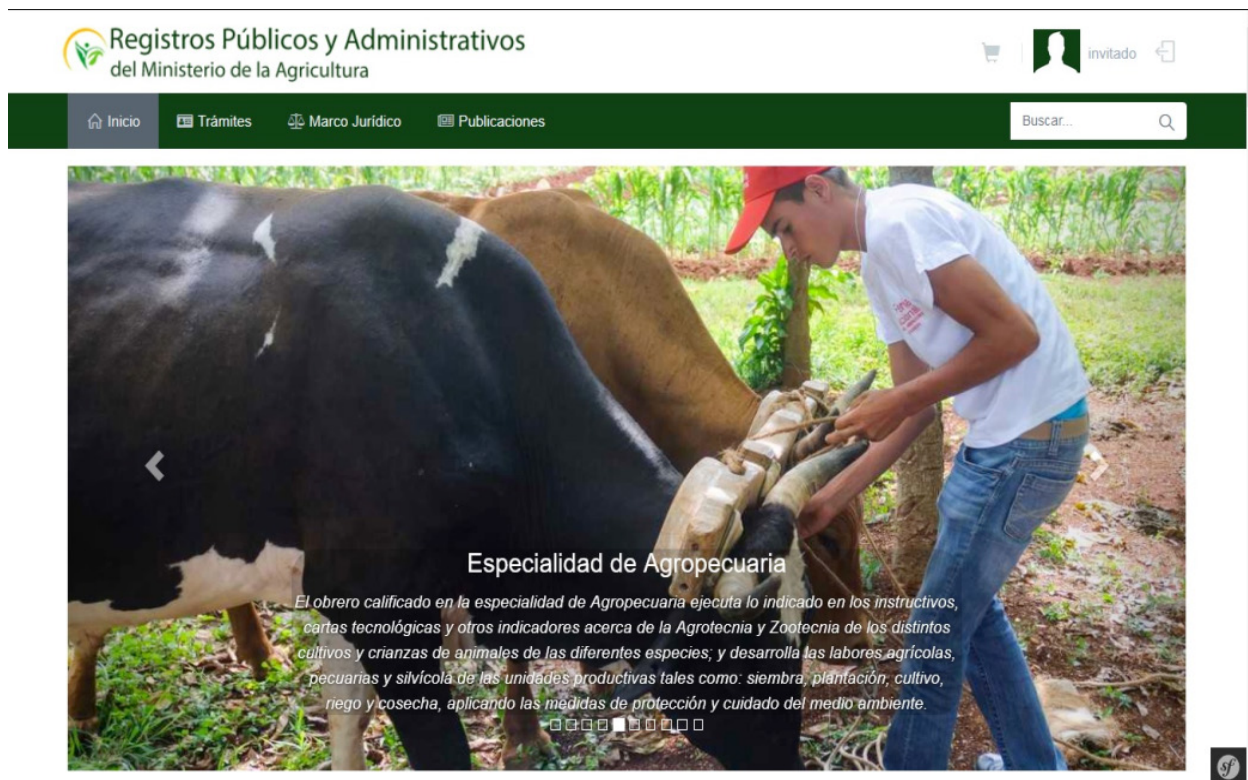 Registros Públicos y Administrativos
del Ministerio de la Agricultura
invitado
Inicio
Trámites
Marco Jurídico
Publicaciones
Buscar...
Especialidad de Agropecuaria
El obrero calificado en la especialidad de Agropecuaria ejecuta lo indicado en los instructivos,
cartas tecnológicas y otros indicadores acerca de la Agrotecnia y Zootecnia de los distintos
cultivos y crianzas de animales de las diferentes especies; y desarrolla las labores agrícolas,
pecuarias y silvícola de las unidades productivas tales como: siembra, plantación, cultivo,
riego y cosecha, aplicando las medidas de protección y cuidado del medio ambiente.
sf